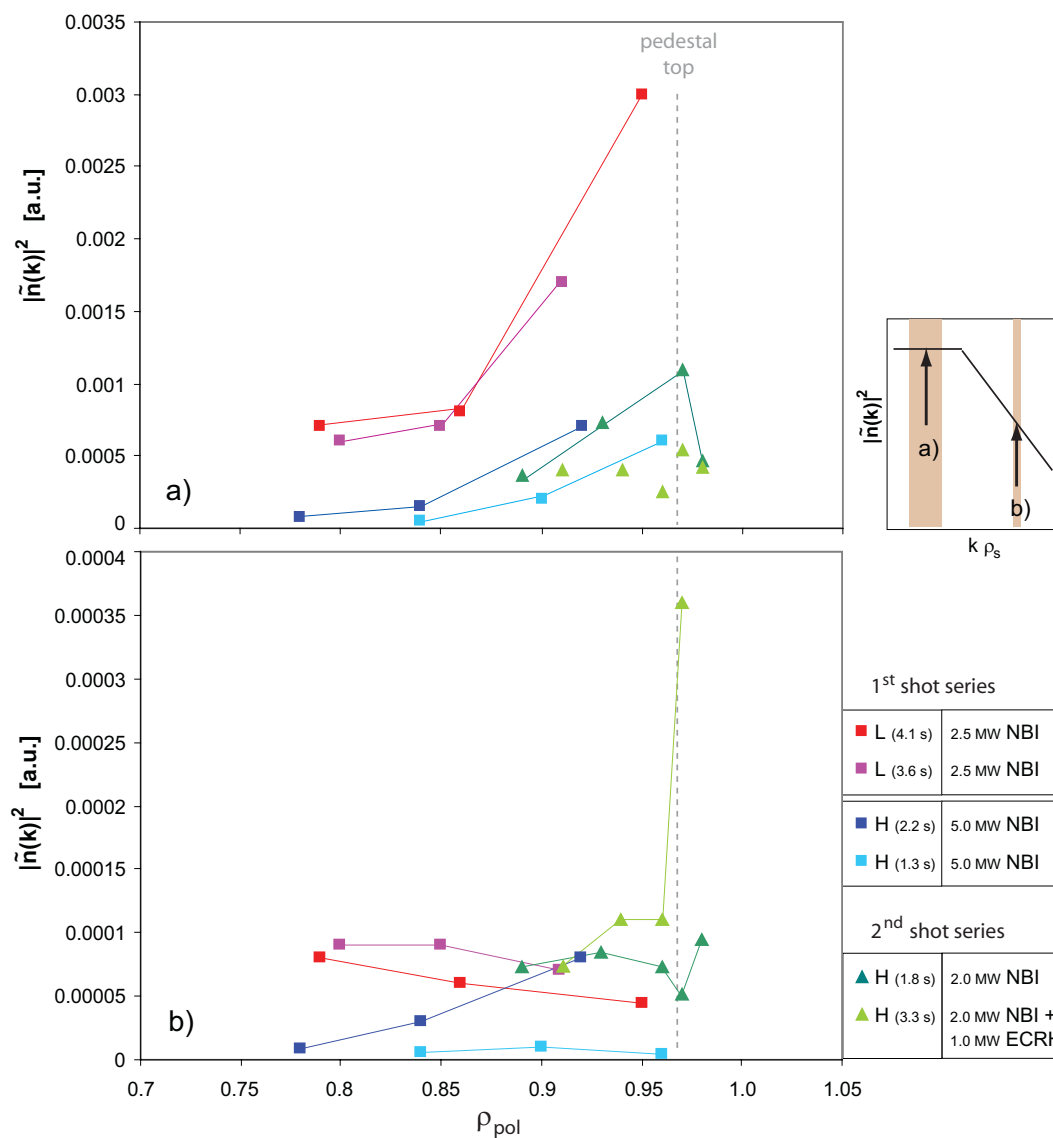 0.0035
0.003
0.0025
0.002
0.0015
0.001
0.0005
0
|ñ(k)|² [a.u.]
pedestal
top
a)
|ñ(k)|²
a)
b)
k ρs
0.0004
0.00035
0.0003
0.00025
0.0002
0.00015
0.0001
0.00005
0
|ñ(k)|² [a.u.]
b)
0.7 0.75 0.8 0.85 0.9 0.95 1.0 1.05
ρpol
1st shot series
L (4.1 s) 2.5 MW NBI
L (3.6 s) 2.5 MW NBI
H (2.2 s) 5.0 MW NBI
H (1.3 s) 5.0 MW NBI
2nd shot series
H (1.8 s) 2.0 MW NBI
H (3.3 s) 2.0 MW NBI +
1.0 MW ECRH